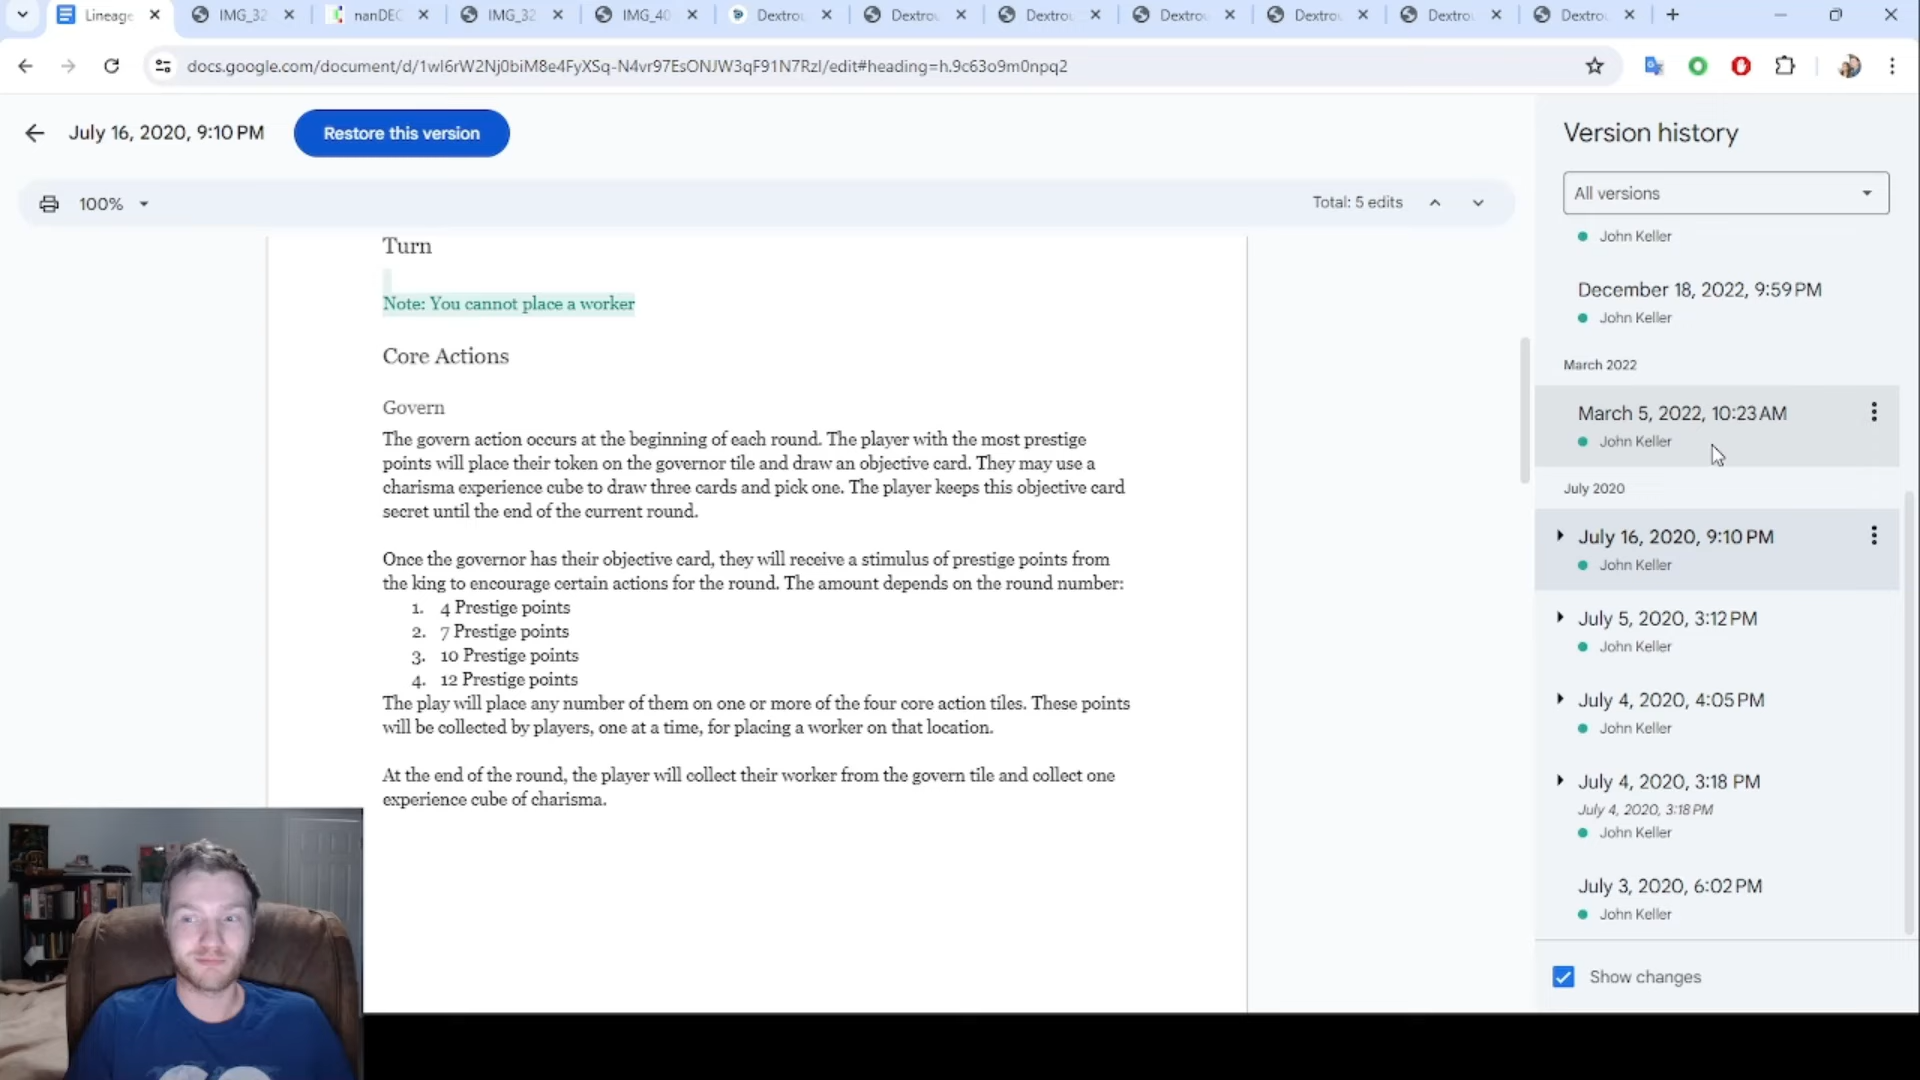 Lineage
IMG_32
nanDEC
IMG_32
IMG_40
Dextrou
Dextrou
Dextrou
Dextrou
Dextrou
Dextrou
Dextrou
docs.google.com/document/d/1wl6rW2Nj0biM8e4FyXSq-N4vr97EsONJW3qF91N7RzI/edit#heading=h.9c63o9m0npq2
July 16, 2020, 9:10 PM
Restore this version
100%
Total: 5 edits
Turn
Note: You cannot place a worker
Core Actions
Govern
The govern action occurs at the beginning of each round. The player with the most prestige
points will place their token on the governor tile and draw an objective card. They may use a
charisma experience cube to draw three cards and pick one. The player keeps this objective card
secret until the end of the current round.
Once the governor has their objective card, they will receive a stimulus of prestige points from
the king to encourage certain actions for the round. The amount depends on the round number:
1. 4 Prestige points
2. 7 Prestige points
3. 10 Prestige points
4. 12 Prestige points
The play will place any number of them on one or more of the four core action tiles. These points
will be collected by players, one at a time, for placing a worker on that location.
At the end of the round, the player will collect their worker from the govern tile and collect one
experience cube of charisma.
Version history
All versions
John Keller
December 18, 2022, 9:59 PM
John Keller
March 2022
March 5, 2022, 10:23 AM
John Keller
July 2020
July 16, 2020, 9:10 PM
John Keller
July 5, 2020, 3:12 PM
John Keller
July 4, 2020, 4:05 PM
John Keller
July 4, 2020, 3:18 PM
July 4, 2020, 3:18 PM
John Keller
July 3, 2020, 6:02 PM
John Keller
Show changes